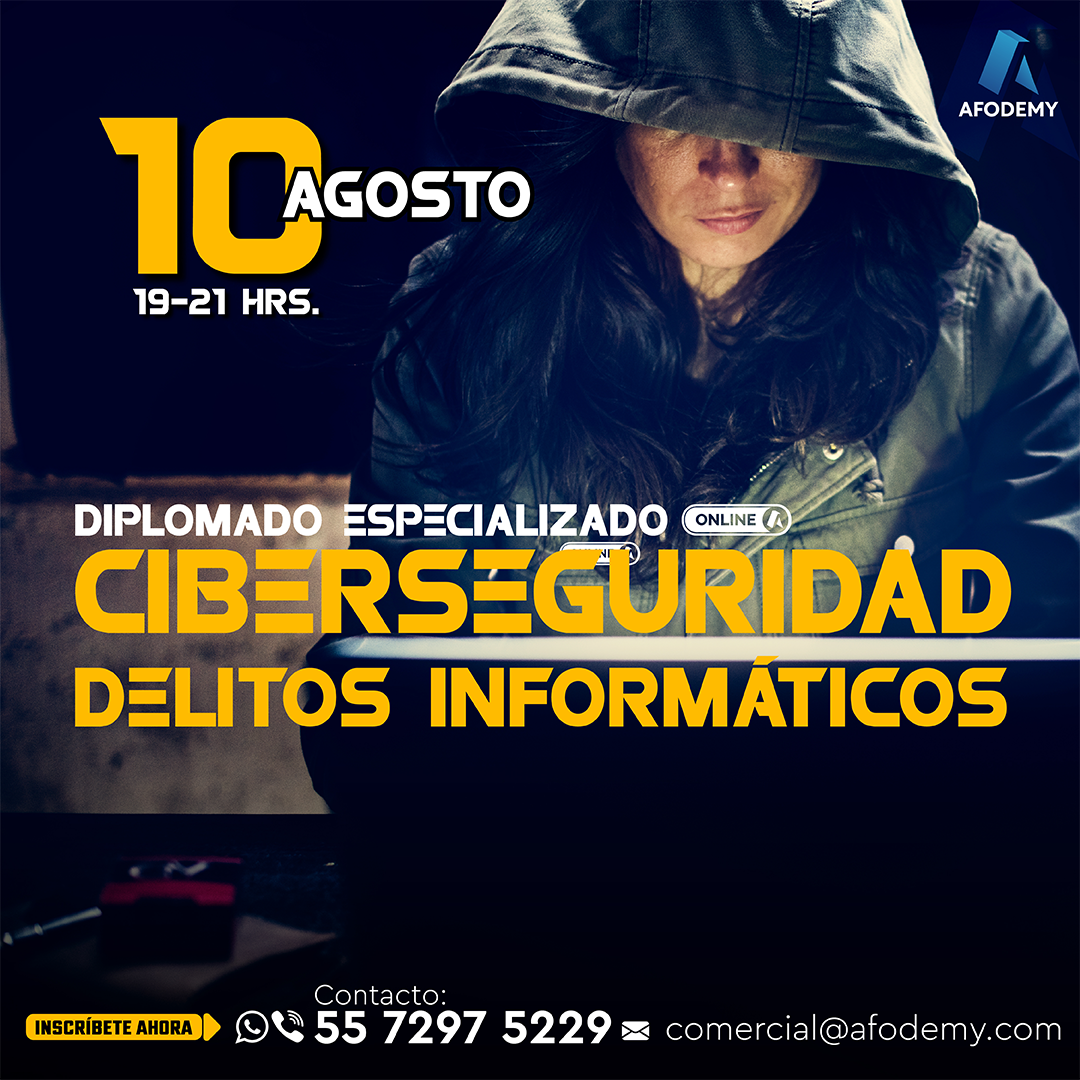 AFODEMY
10
AGOSTO
19-21 HRS.
DIPLOMADO ESPECIALIZADO ONLINE
CIBERSEGURIDAD
DELITOS INFORMÁTICOS
Contacto:
INSCRÍBETE AHORA 55 7297 5229 comercial@afodemy.com